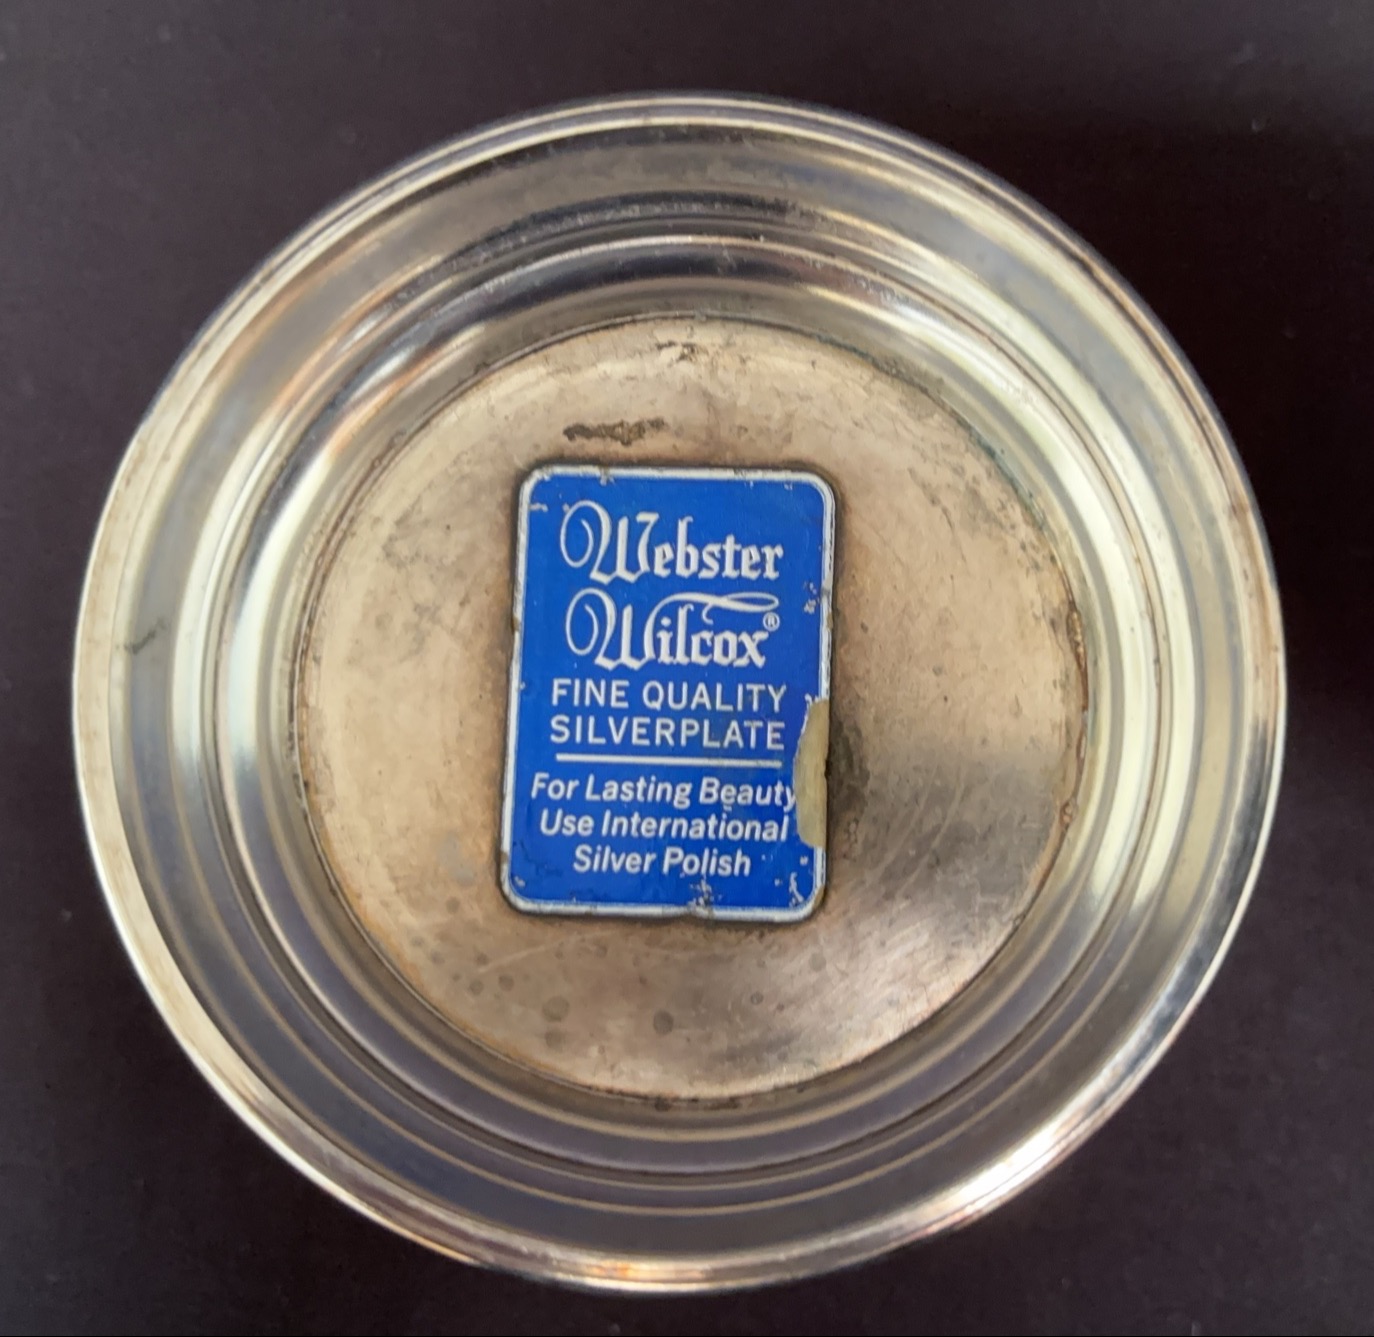 Webster
Wilcox®
FINE QUALITY
SILVERPLATE
For Lasting Beauty
Use International
Silver Polish